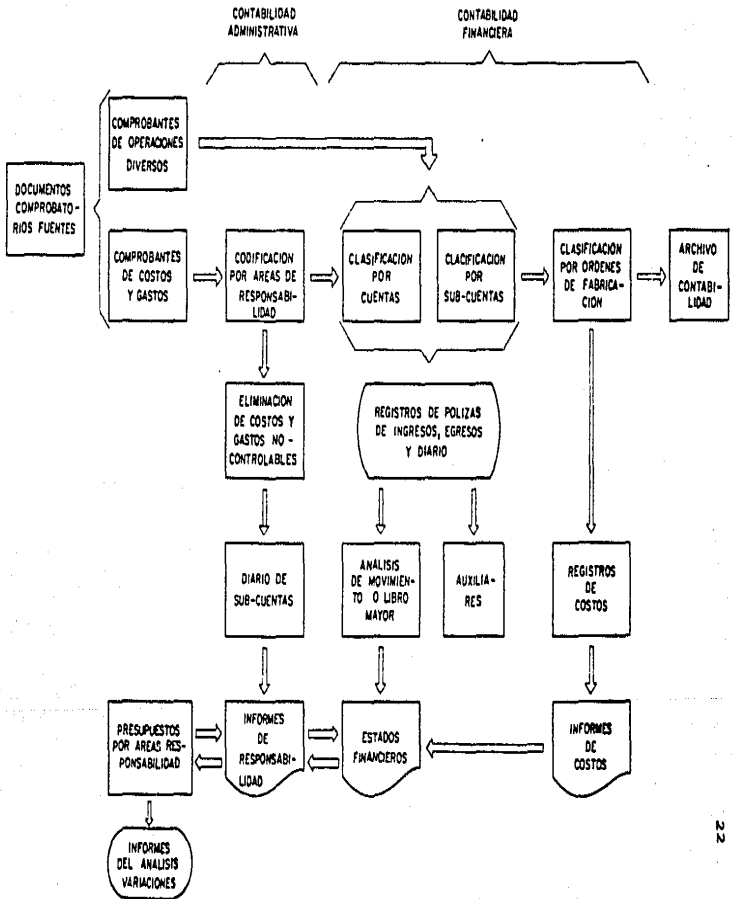 CONTABILIDAD
ADMINISTRATIVA
CONTABILIDAD
FINANCIERA
COMPROBANTES
DE OPERACIONES
DIVERSOS
DOCUMENTOS
COMPROBATO-
RIOS FUENTES
COMPROBANTES
DE COSTOS
Y GASTOS
CODIFICACION
POR AREAS DE
RESPONSABI-
LIDAD
CLASIFICACION
POR
CUENTAS
CLACIFICACION
POR
SUB-CUENTAS
CLASIFICACION
POR ORDENES
DE FABRICA-
CION
ARCHIVO
DE
CONTABI-
LIDAD
ELIMINACION
DE COSTOS Y
GASTOS NO-
CONTROLABLES
REGISTROS DE POLIZAS
DE INGRESOS, EGRESOS
Y DIARIO
DIARIO DE
SUB-CUENTAS
ANALISIS
DE MOVIMIEN-
TO O LIBRO
MAYOR
AUXILIA-
RES
REGISTROS
DE
COSTOS
PRESUPUESTOS
POR AREAS RES-
PONSABILIDAD
INFORMES
DE
RESPONSABI-
LIDAD
ESTADOS
FINANCIEROS
INFORMES
DE
COSTOS
INFORMES
DEL ANALISIS
VARIACIONES
22